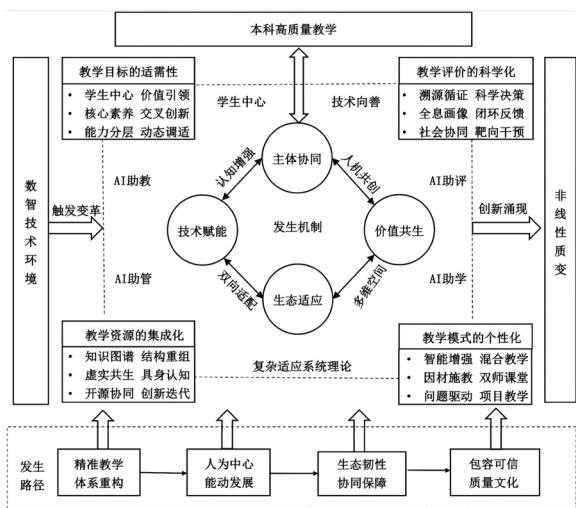 本科高质量教学
教学目标的适需性
• 学生中心 价值引领
• 核心素养 交叉创新
• 能力分层 动态调适
学生中心
技术向善
教学评价的科学化
• 溯源循证 科学决策
• 全息画像 闭环反馈
• 社会协同 靶向干预
数智技术环境
触发变革
AI助教
认知增强
主体协同
人机共创
AI助评
创新涌现
非线性质变
技术赋能
发生机制
价值共生
AI助管
双向适配
生态适应
多维空间
AI助学
教学资源的集成化
• 知识图谱 结构重组
• 虚实共生 具身认知
• 开源协同 创新迭代
复杂适应系统理论
教学模式的个性化
• 智能增强 混合教学
• 因材施教 双师课堂
• 问题驱动 项目教学
发生
路径
精准教学
体系重构
人为中心
能动发展
生态韧性
协同保障
包容可信
质量文化